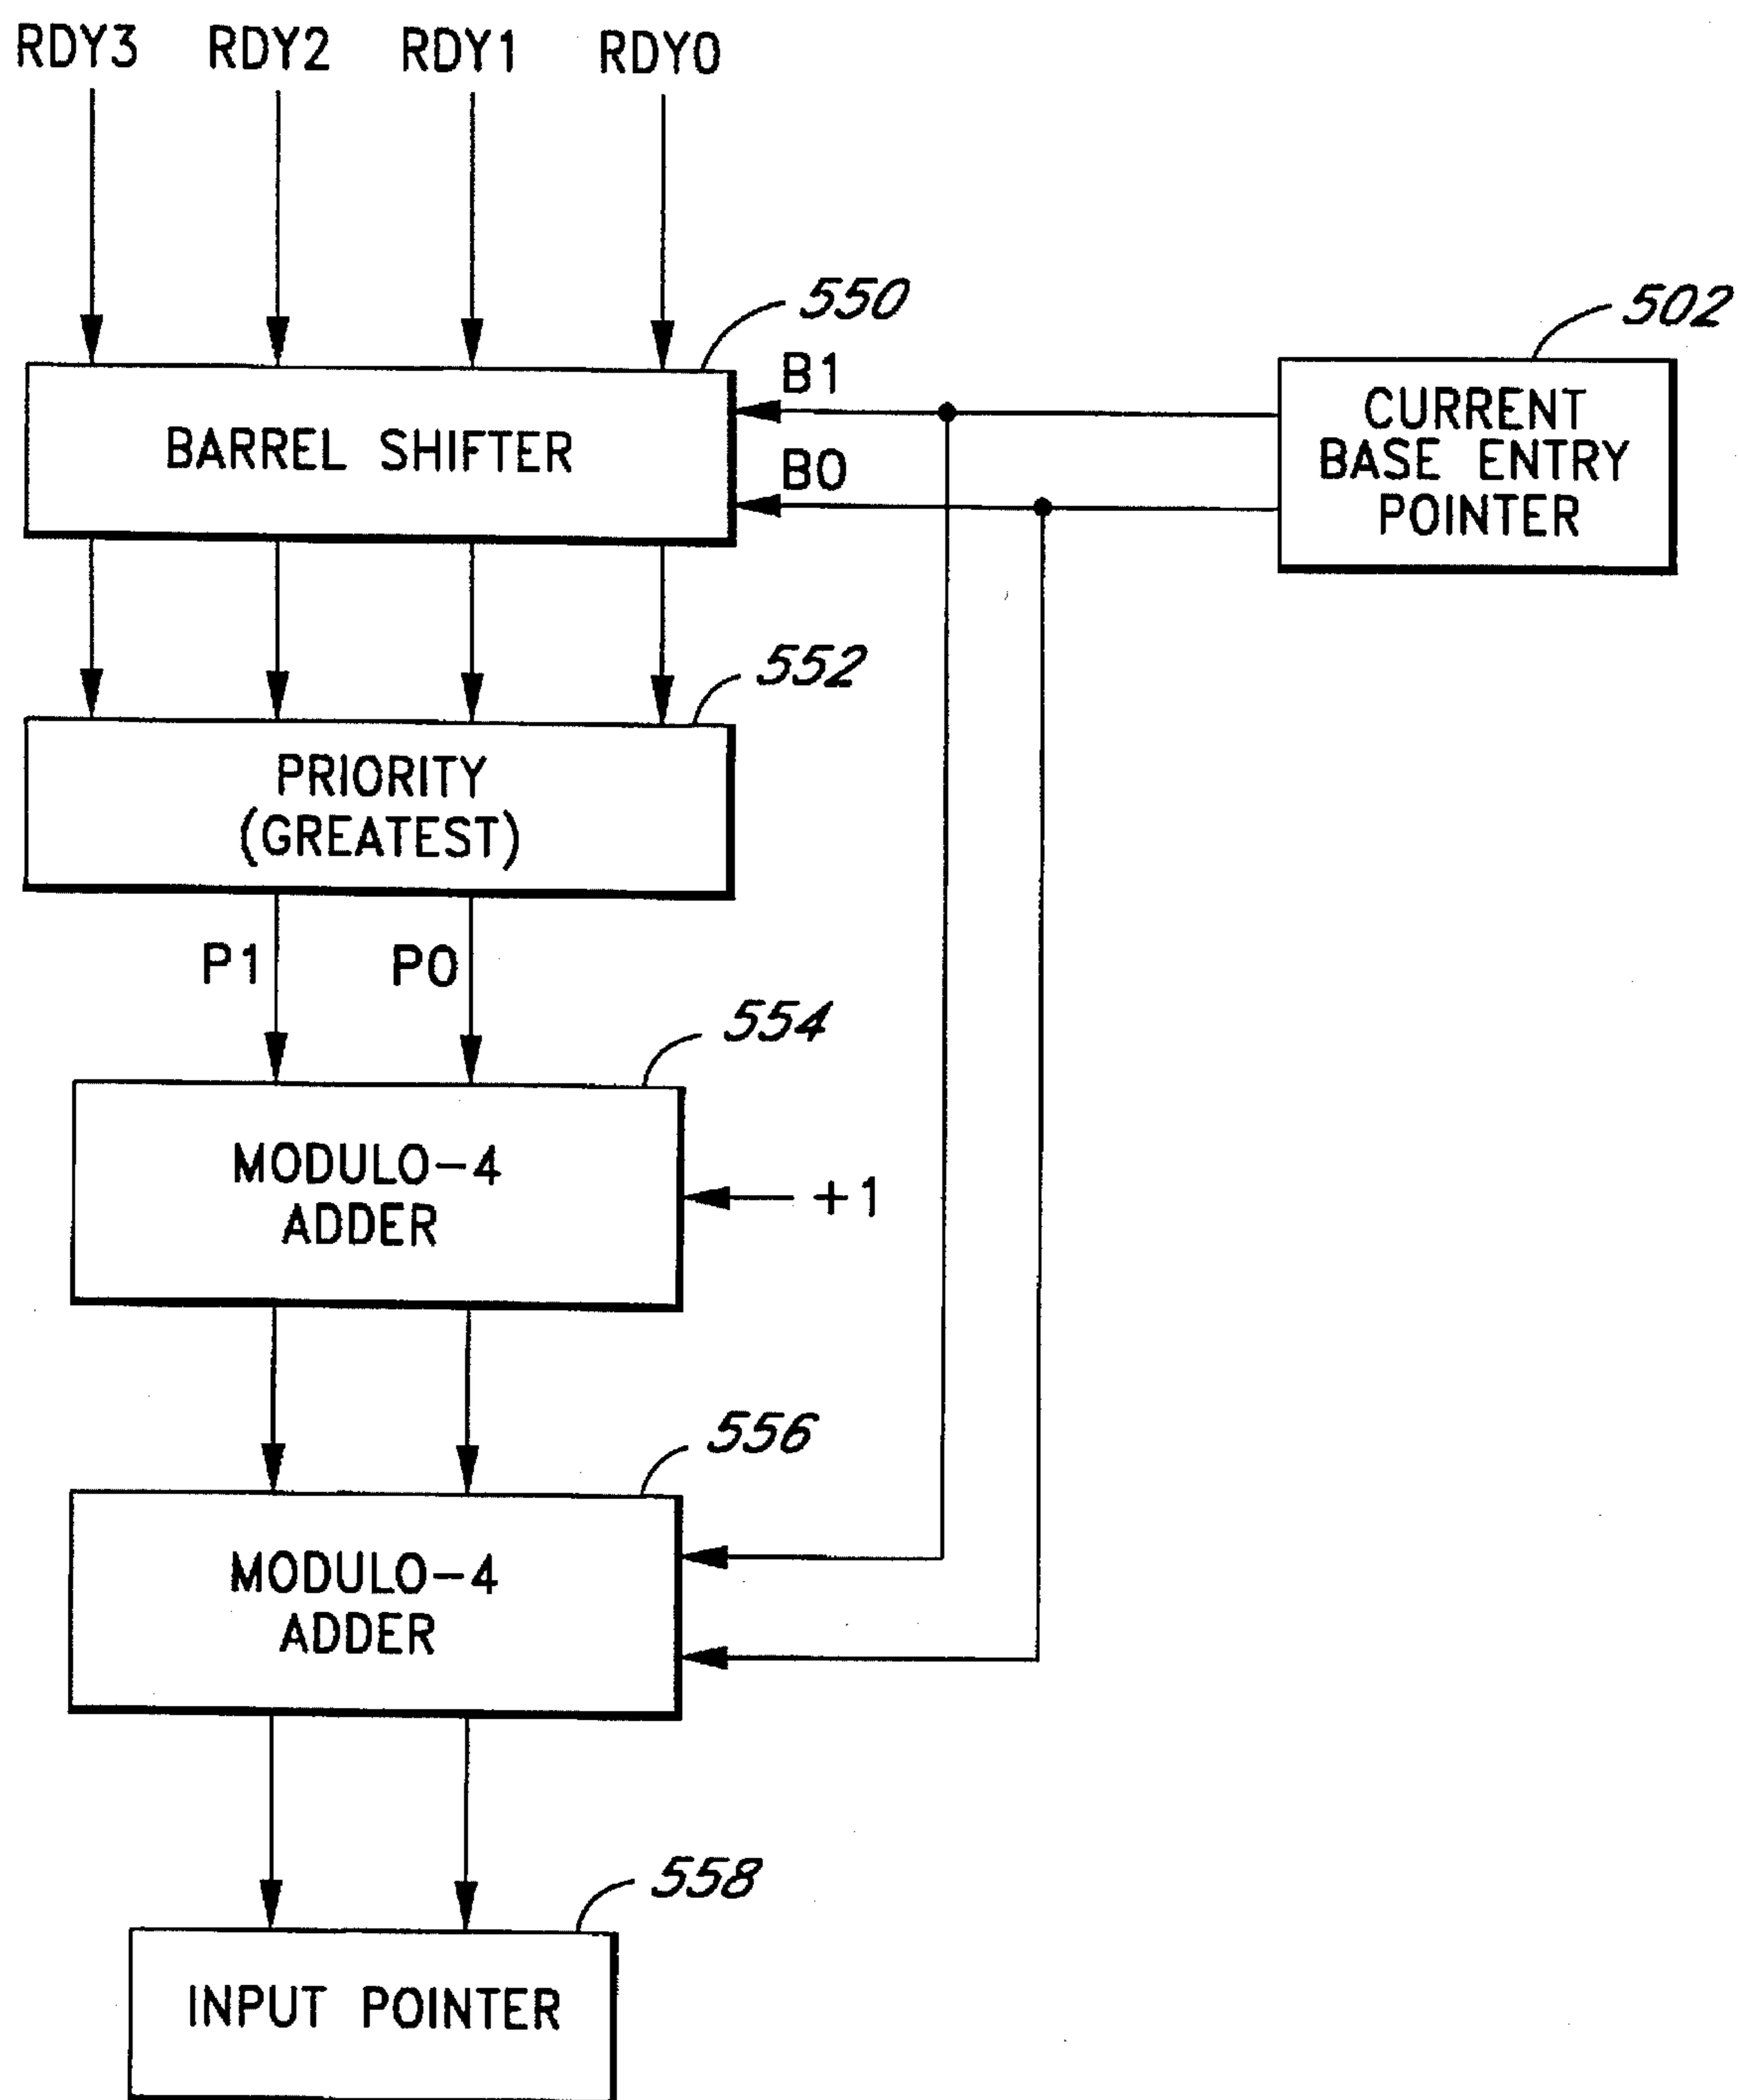 RDY3 RDY2 RDY1 RDY0
550
502
B1
BARREL SHIFTER
B0
CURRENT
BASE ENTRY
POINTER
552
PRIORITY
(GREATEST)
P1 P0
554
MODULO-4
ADDER
+1
556
MODULO-4
ADDER
558
INPUT POINTER